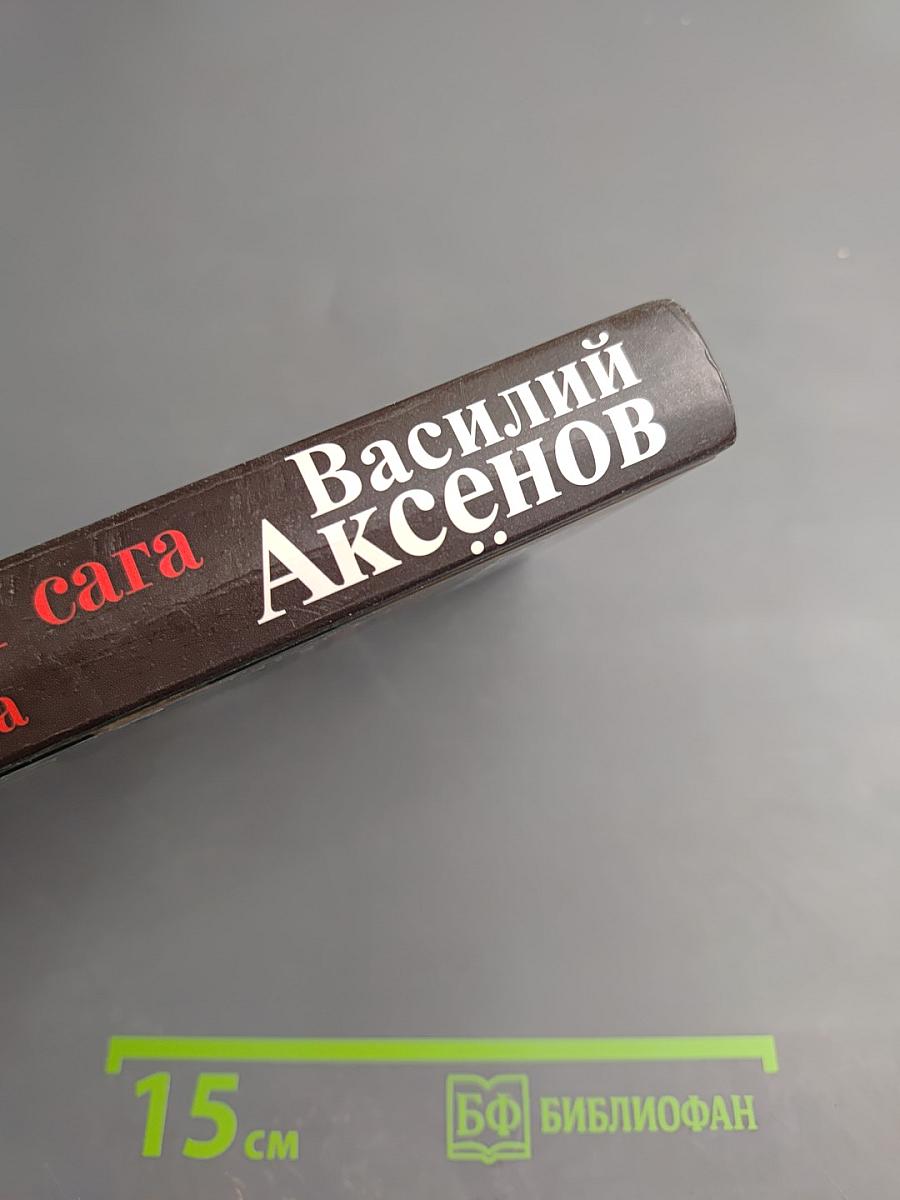 Василий
Аксёнов
сага
15 см
БФ БИБЛИОФАН